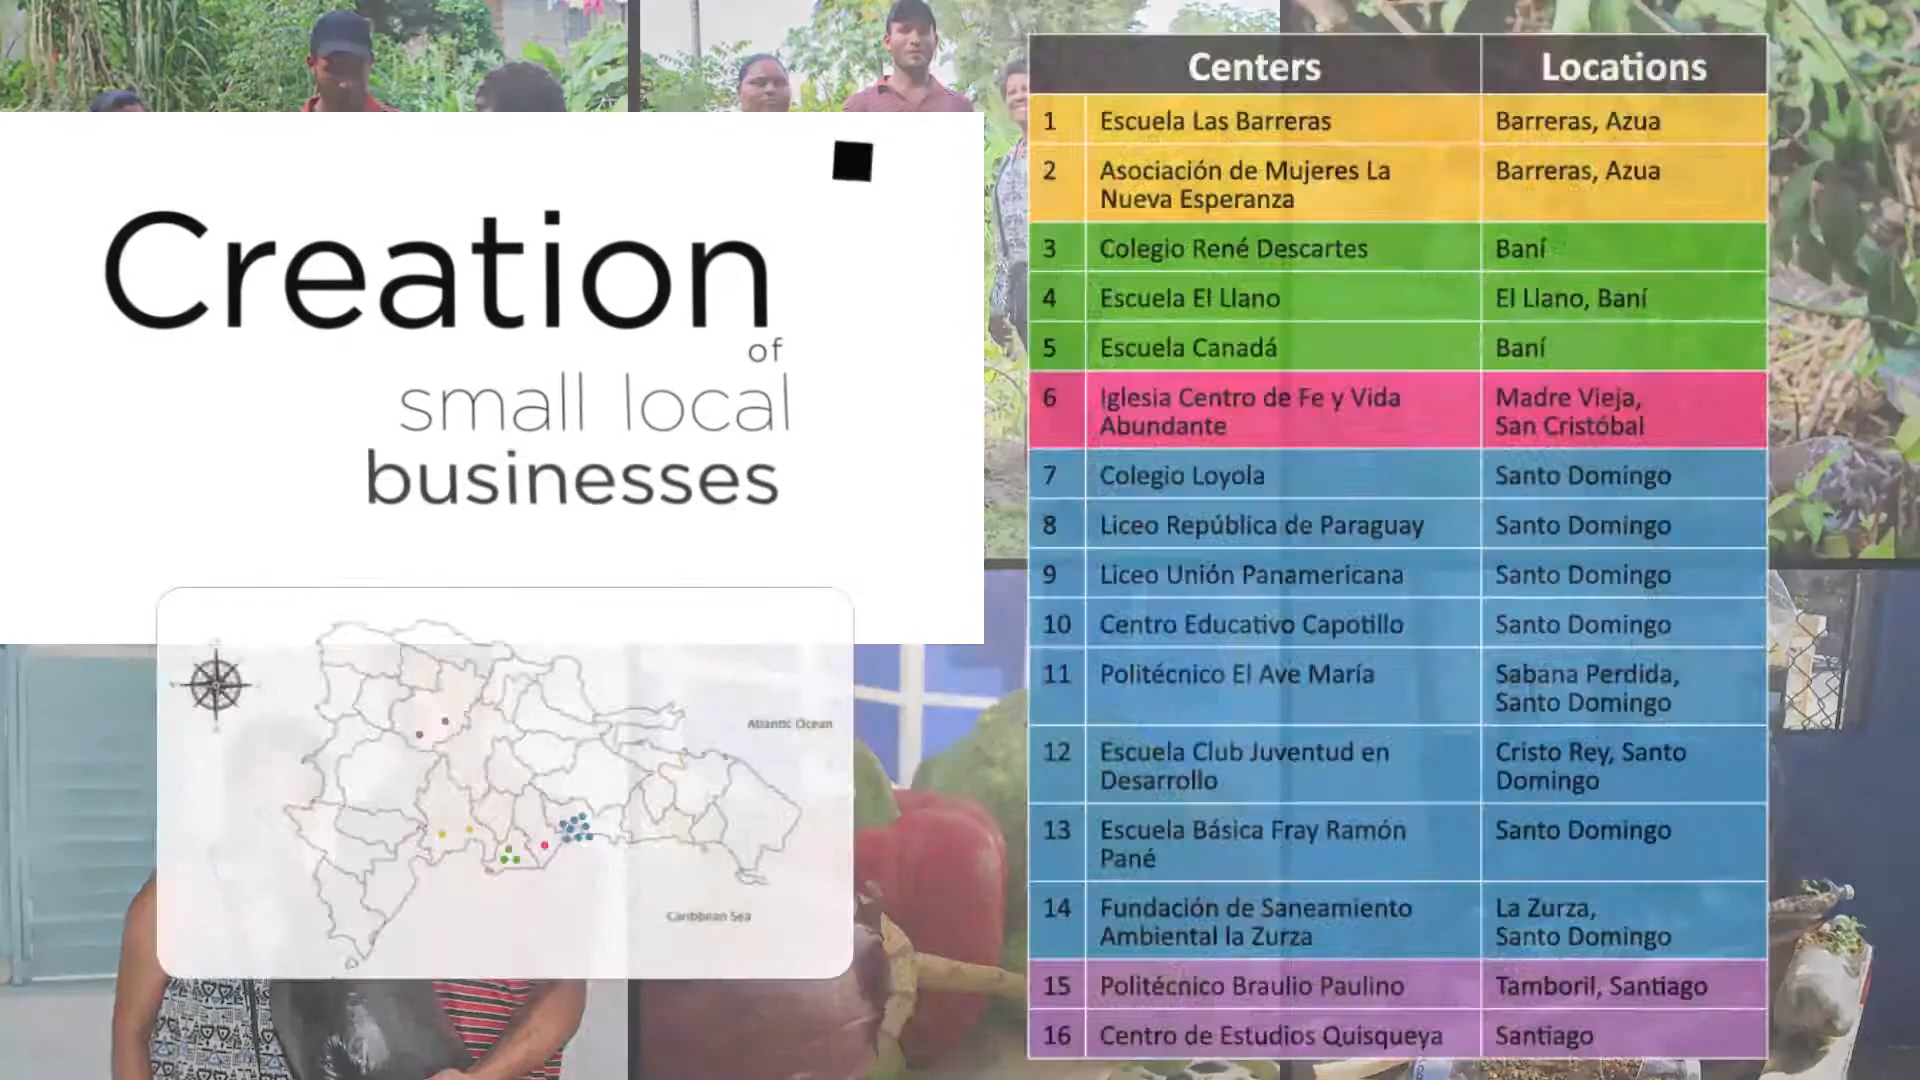 Creation
of
small local
businesses
Atlantic Ocean
Caribbean Sea
Centers Locations
1 Escuela Las Barreras Barreras, Azua
2 Asociación de Mujeres La Barreras, Azua
Nueva Esperanza
3 Colegio René Descartes Baní
4 Escuela El Llano El Llano, Baní
5 Escuela Canadá Baní
6 Iglesia Centro de Fe y Vida Madre Vieja,
Abundante San Cristóbal
7 Colegio Loyola Santo Domingo
8 Liceo República de Paraguay Santo Domingo
9 Liceo Unión Panamericana Santo Domingo
10 Centro Educativo Capotillo Santo Domingo
11 Politécnico El Ave María Sabana Perdida,
Santo Domingo
12 Escuela Club Juventud en Cristo Rey, Santo
Desarrollo Domingo
13 Escuela Básica Fray Ramón Santo Domingo
Pané
14 Fundación de Saneamiento La Zurza,
Ambiental la Zurza Santo Domingo
15 Politécnico Braulio Paulino Tamboril, Santiago
16 Centro de Estudios Quisqueya Santiago